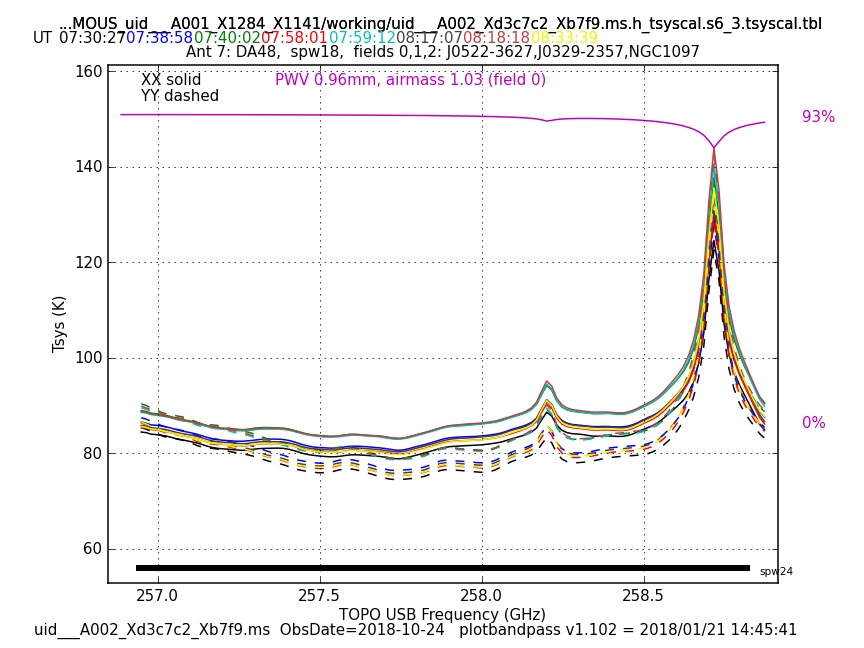 ...MOUS_uid___A001_X1284_X1141/working/uid___A002_Xd3c7c2_Xb7f9.ms.h_tsyscal.s6_3.tsyscal.tbl
UT 07:30:27 07:38:58 07:40:02 07:58:01 07:59:12 08:17:07 08:18:18 08:33:39
Ant 7: DA48, spw18, fields 0,1,2: J0522-3627,J0329-2357,NGC1097
XX solid
PWV 0.96mm, airmass 1.03 (field 0)
YY dashed
160
140
120
100
80
60
93%
0%
Tsys (K)
spw24
257.0
257.5
258.0
258.5
TOPO USB Frequency (GHz)
uid___A002_Xd3c7c2_Xb7f9.ms ObsDate=2018-10-24 plotbandpass v1.102 = 2018/01/21 14:45:41